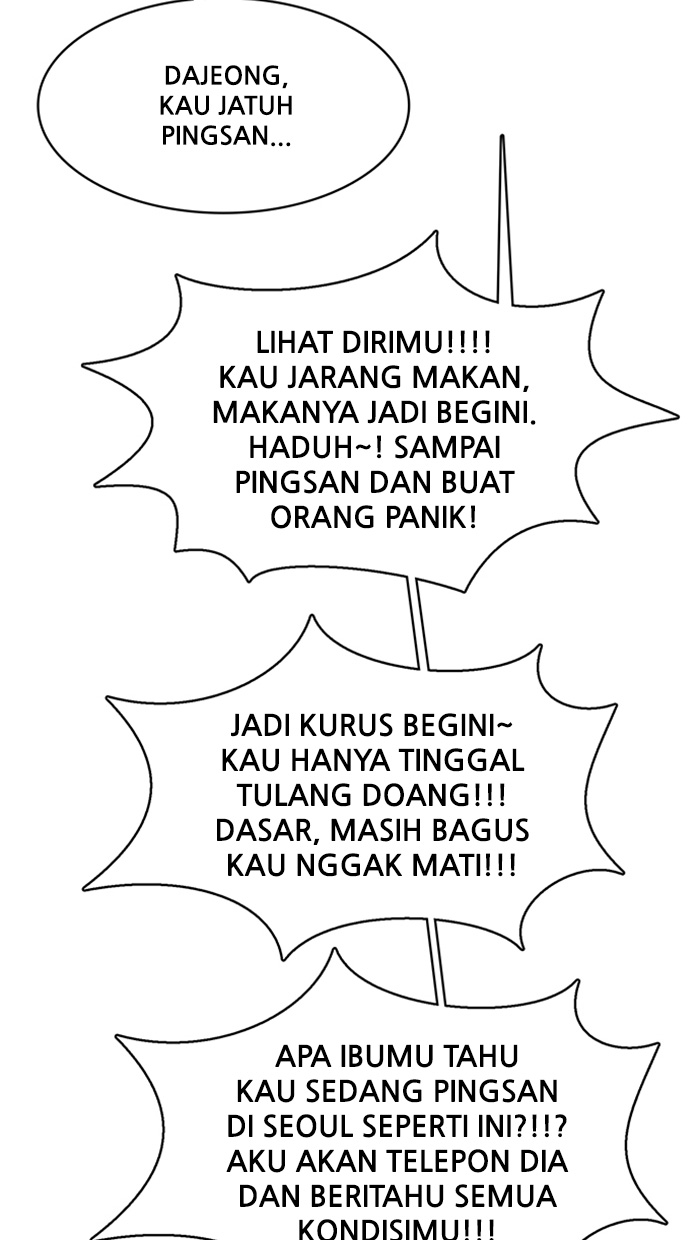 DAJEONG,
KAU JATUH
PINGSAN...
LIHAT DIRIMU!!!!
KAU JARANG MAKAN,
MAKANYA JADI BEGINI.
HADUH~! SAMPAI
PINGSAN DAN BUAT
ORANG PANIK!
JADI KURUS BEGINI~
KAU HANYA TINGGAL
TULANG DOANG!!!
DASAR, MASIH BAGUS
KAU NGGAK MATI!!!
APA IBUMU TAHU
KAU SEDANG PINGSAN
DI SEOUL SEPERTI INI?!!?
AKU AKAN TELEPON DIA
DAN BERITAHU SEMUA
KONDISIMU!!!